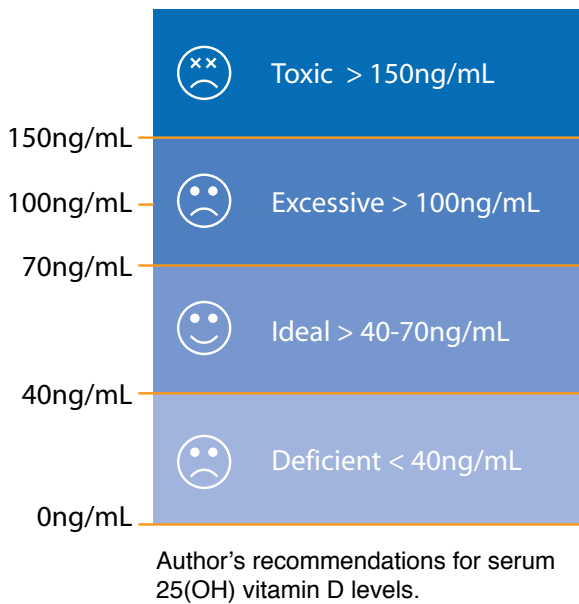 Toxic > 150ng/mL
150ng/mL
100ng/mL
Excessive > 100ng/mL
70ng/mL
Ideal > 40-70ng/mL
40ng/mL
Deficient < 40ng/mL
0ng/mL
Author's recommendations for serum
25(OH) vitamin D levels.